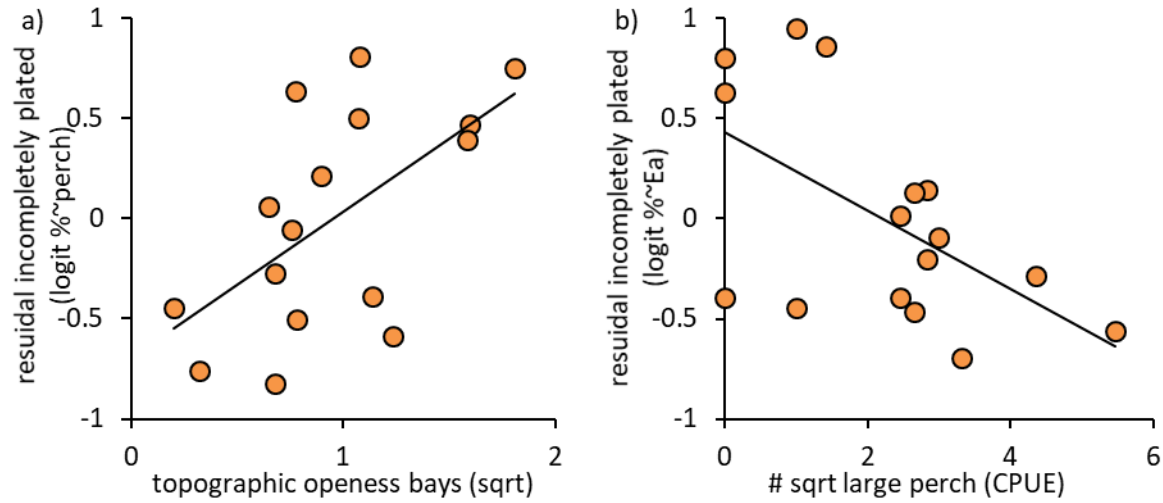 a)
resuidal incompletely plated
(logit %~perch)
1
0.5
0
-0.5
-1
0
1
2
topographic openess bays (sqrt)
b)
resuidal incompletely plated
(logit %~Ea)
1
0.5
0
-0.5
-1
0
2
4
6
# sqrt large perch (CPUE)